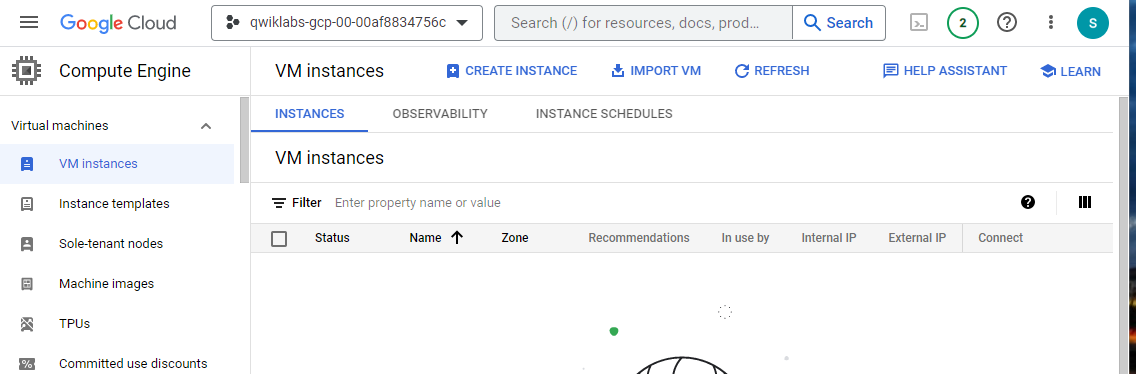 Google Cloud
qwiklabs-gcp-00-00af8834756c
Search (/) for resources, docs, prod...
Search
2
S
Compute Engine
VM instances
CREATE INSTANCE
IMPORT VM
REFRESH
HELP ASSISTANT
LEARN
Virtual machines
VM instances
Instance templates
Sole-tenant nodes
Machine images
TPUs
Committed use discounts
INSTANCES
OBSERVABILITY
INSTANCE SCHEDULES
VM instances
Filter
Enter property name or value
Status
Name
Zone
Recommendations
In use by
Internal IP
External IP
Connect